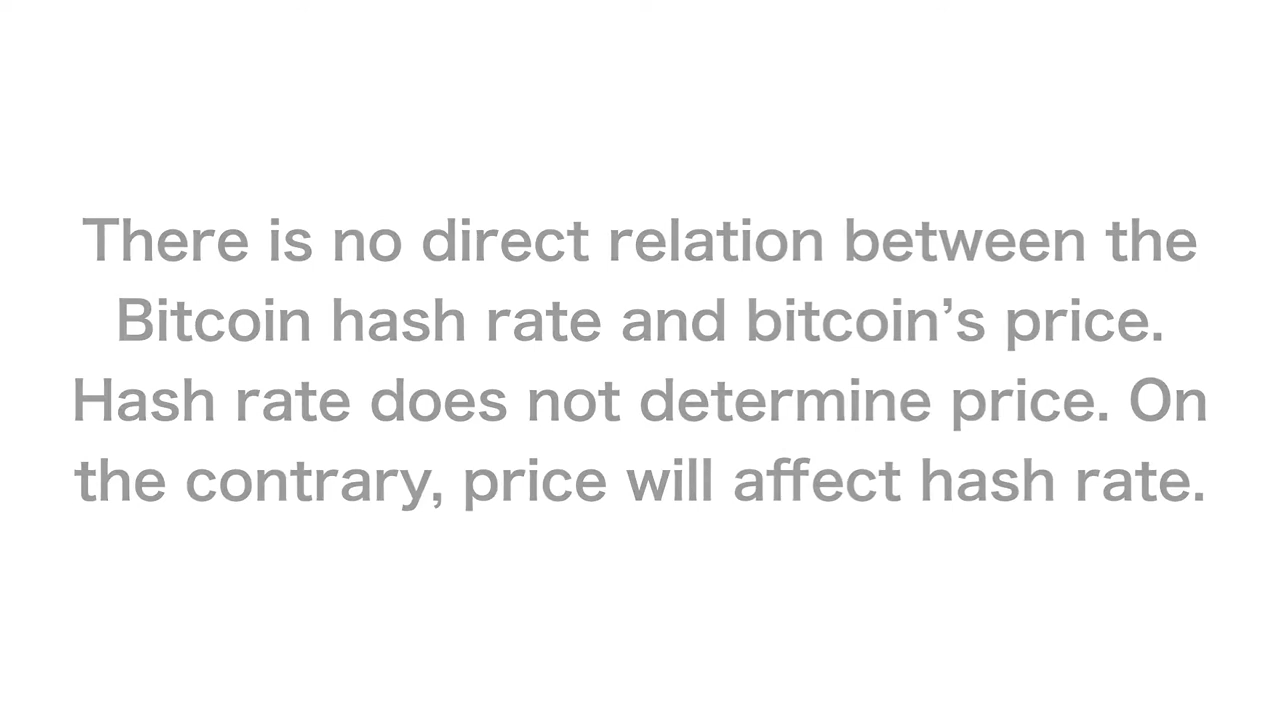 There is no direct relation between the
Bitcoin hash rate and bitcoin’s price.
Hash rate does not determine price. On
the contrary, price will affect hash rate.